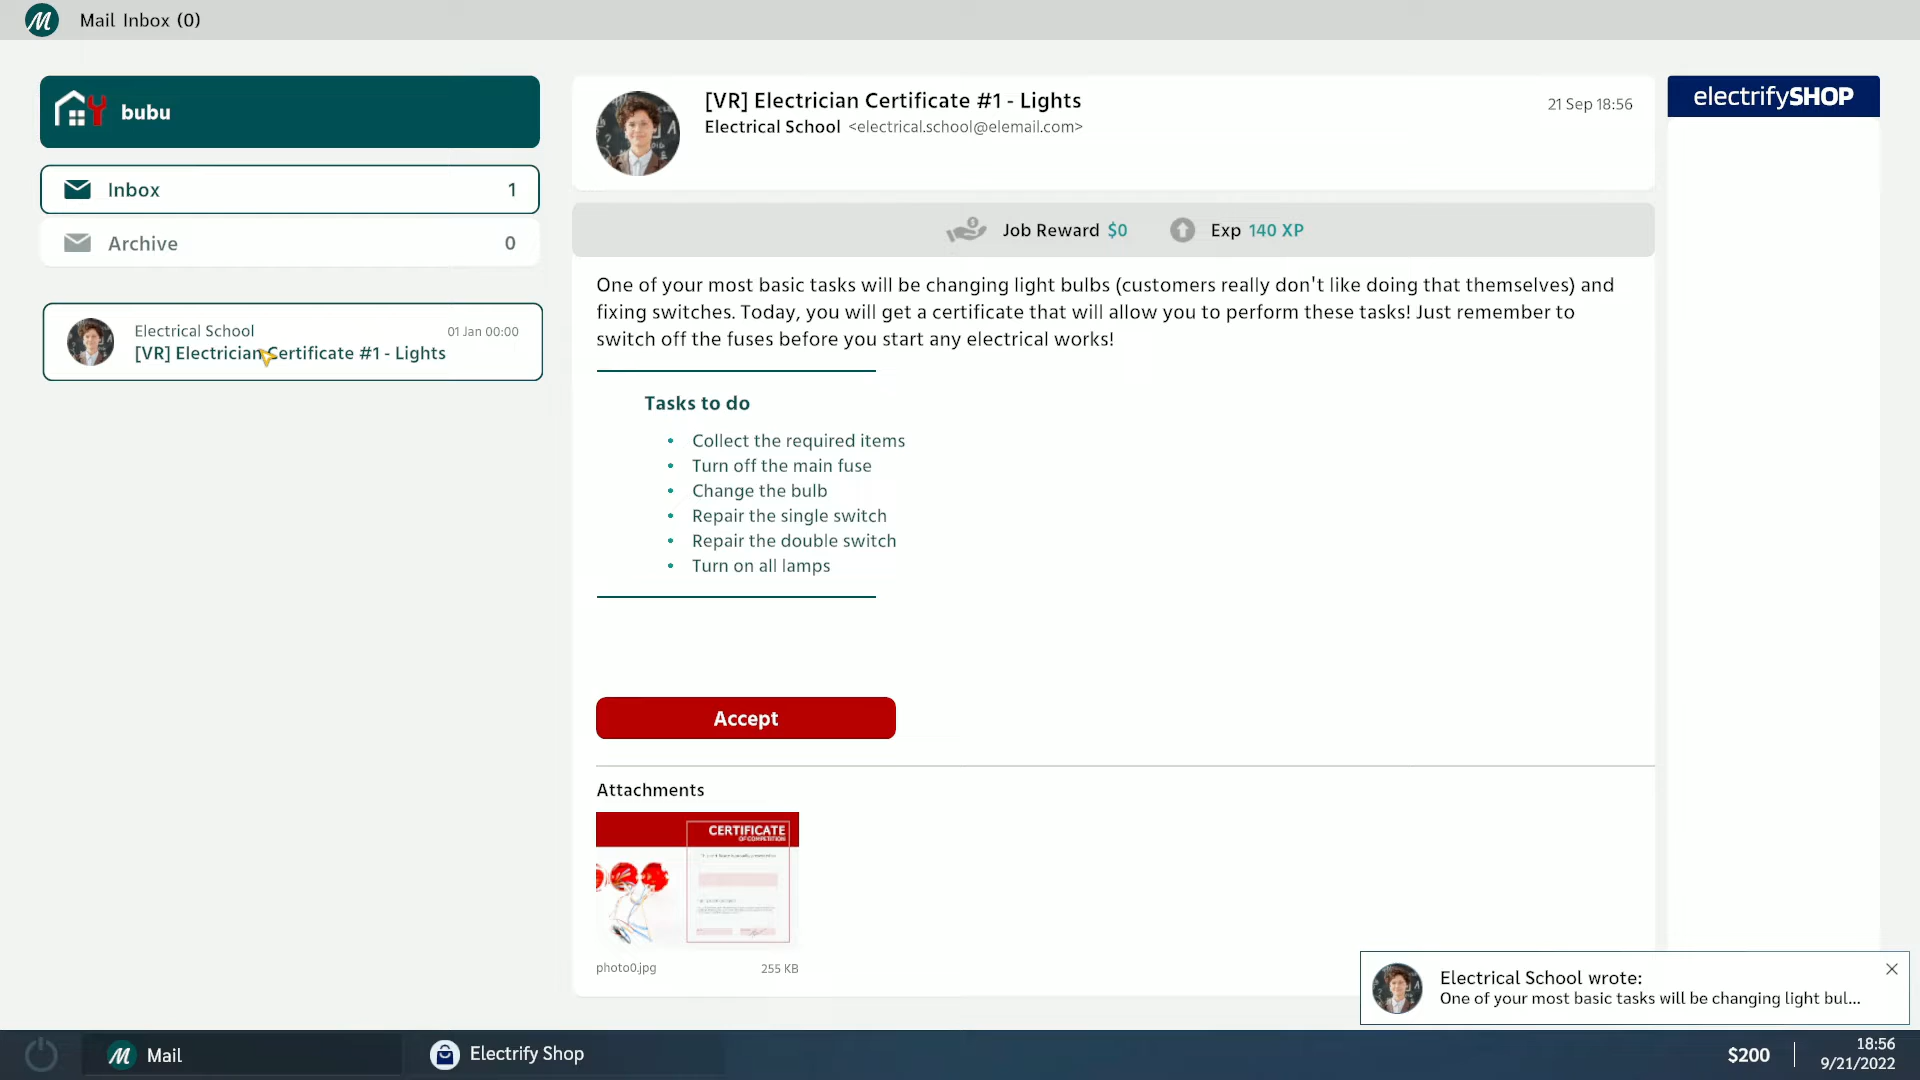 Mail Inbox (0)
bubu
Inbox 1
Archive 0
Electrical School 01 Jan 00:00
[VR] Electrician Certificate #1 - Lights
[VR] Electrician Certificate #1 - Lights
21 Sep 18:56
Electrical School <electrical.school@elemail.com>
Job Reward $0 Exp 140 XP
One of your most basic tasks will be changing light bulbs (customers really don't like doing that themselves) and
fixing switches. Today, you will get a certificate that will allow you to perform these tasks! Just remember to
switch off the fuses before you start any electrical works!
Tasks to do
• Collect the required items
• Turn off the main fuse
• Change the bulb
• Repair the single switch
• Repair the double switch
• Turn on all lamps
Accept
Attachments
CERTIFICATE
OF COMPETITION
photo0.jpg 255 KB
electrifySHOP
Electrical School wrote:
One of your most basic tasks will be changing light bul...
Mail
Electrify Shop
$200
18:56
9/21/2022